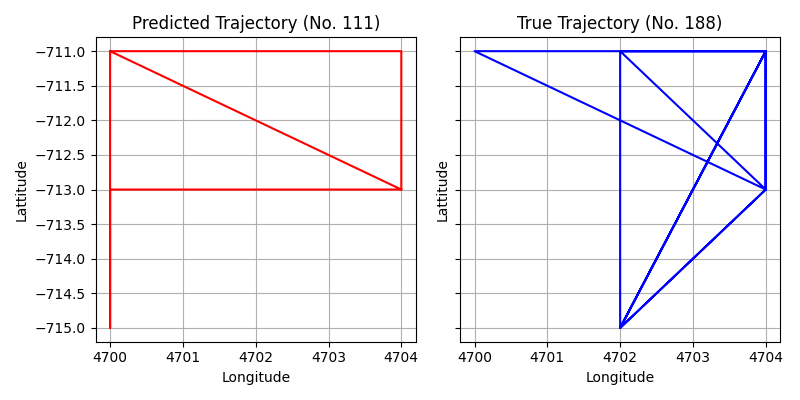 Predicted Trajectory (No. 111)
True Trajectory (No. 188)
Lattitude
−711.0
−711.5
−712.0
−712.5
−713.0
−713.5
−714.0
−714.5
−715.0
4700 4701 4702 4703 4704
Longitude
Lattitude
4700 4701 4702 4703 4704
Longitude